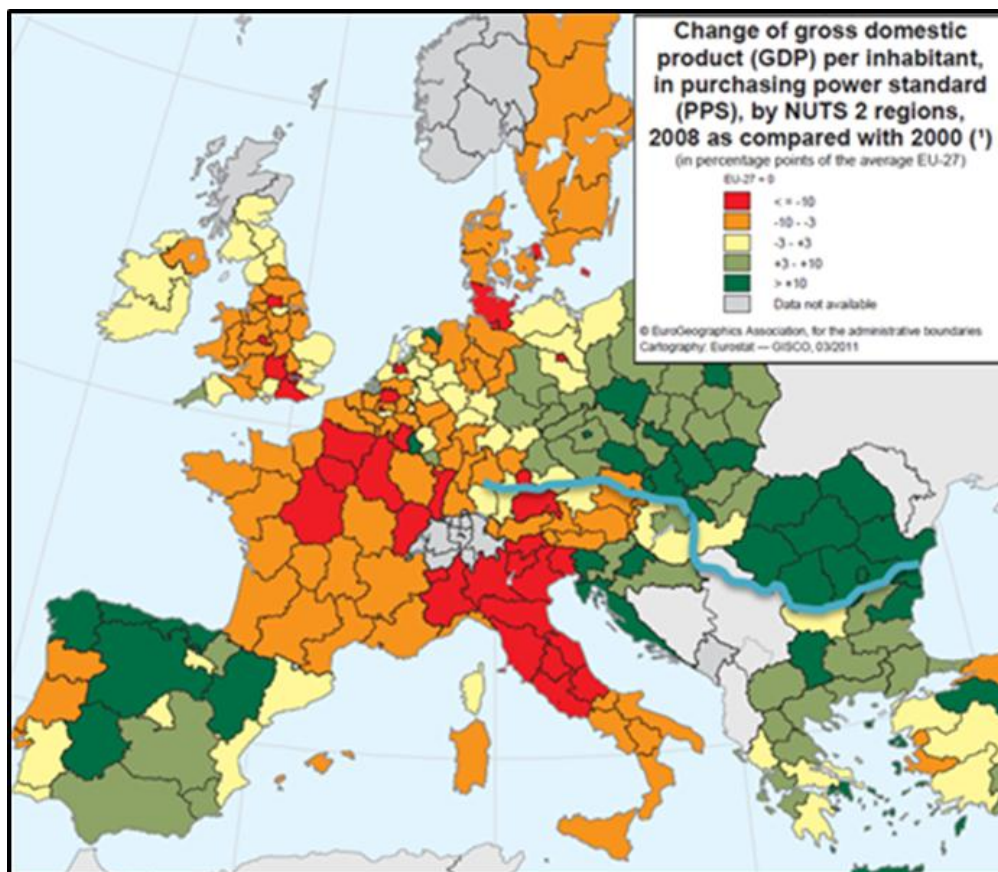 Change of gross domestic
product (GDP) per inhabitant,
in purchasing power standard
(PPS), by NUTS 2 regions,
2008 as compared with 2000 (¹)
(in percentage points of the average EU-27)
EU-27 = 0
< = -10
-10 - -3
-3 - +3
+3 - +10
> +10
Data not available
© EuroGeographics Association, for the administrative boundaries
Cartography: Eurostat — GISCO, 03/2011